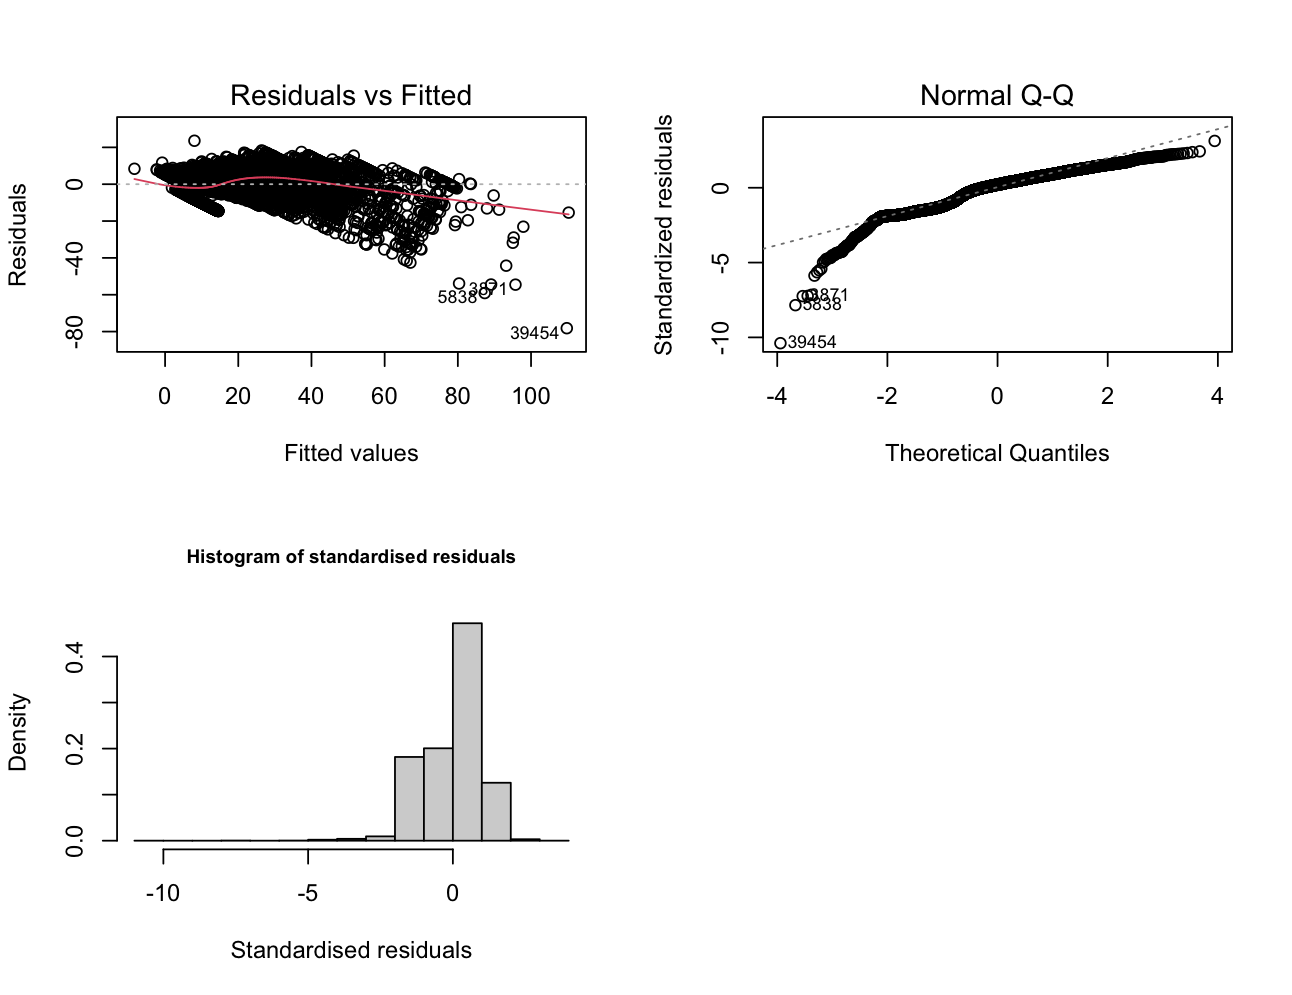 Residuals vs Fitted
Residuals
0
-40
-80
3871
5838
39454
0 20 40 60 80 100
Fitted values
Normal Q-Q
Standardized residuals
0
-5
-10
3871
5838
39454
-4 -2 0 2 4
Theoretical Quantiles
Histogram of standardised residuals
Density
0.4
0.2
0.0
-10 -5 0
Standardised residuals